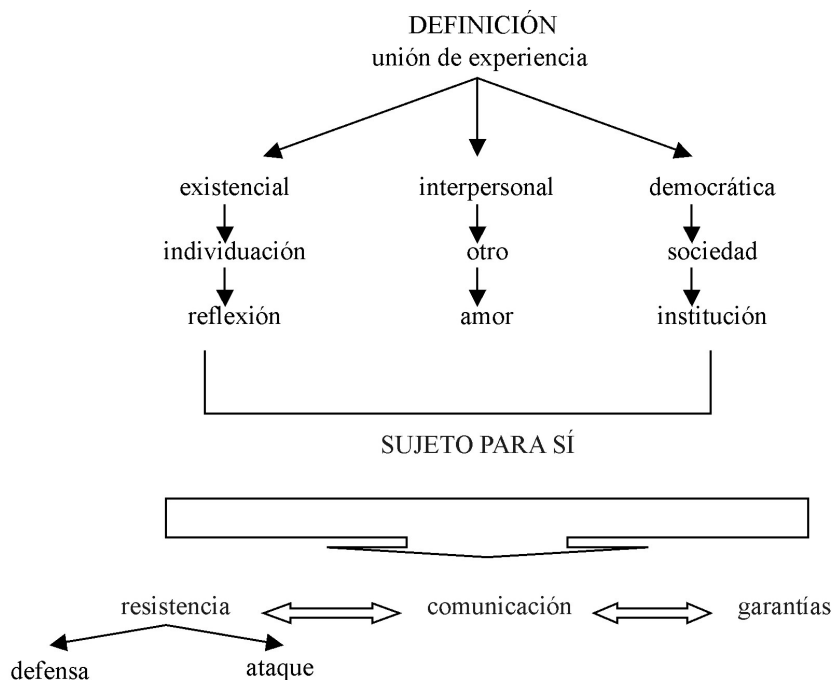 DEFINICIÓN
unión de experiencia
existencial interpersonal democrática
individuación otro sociedad
reflexión amor institución
SUJETO PARA SÍ
resistencia comunicación garantías
defensa ataque